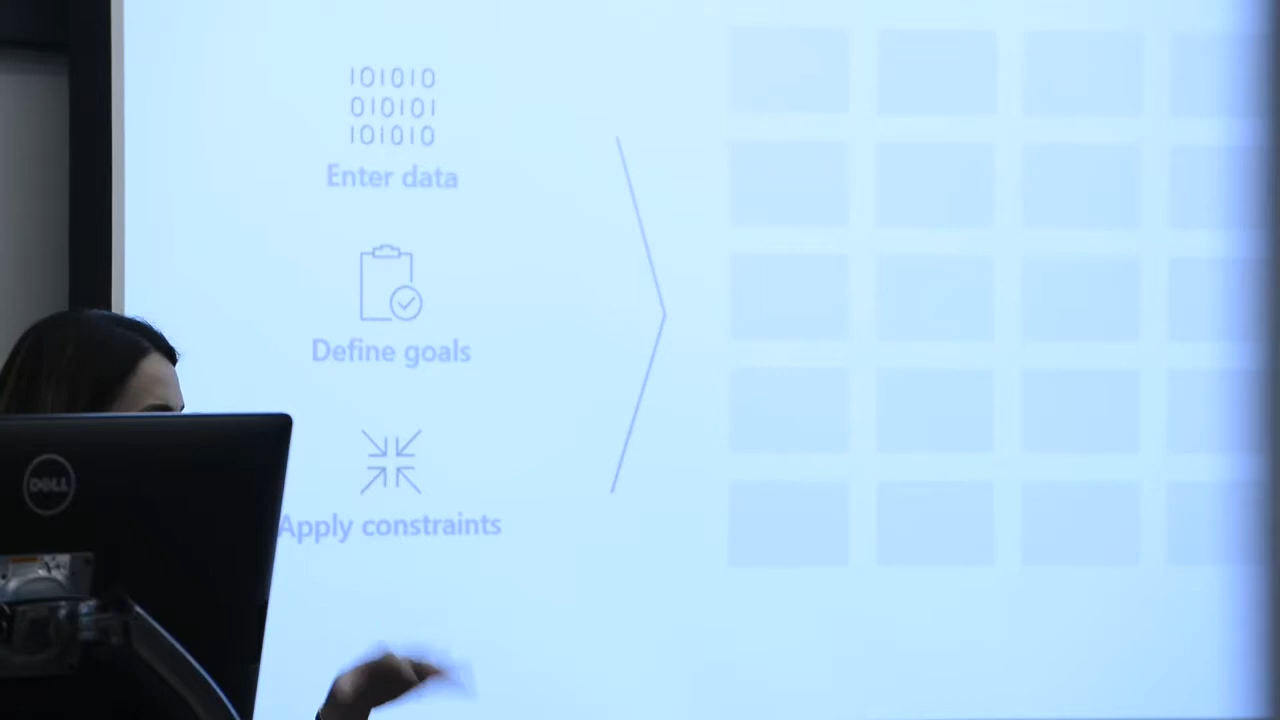 101010
010101
101010
Enter data
Define goals
Apply constraints
DELL